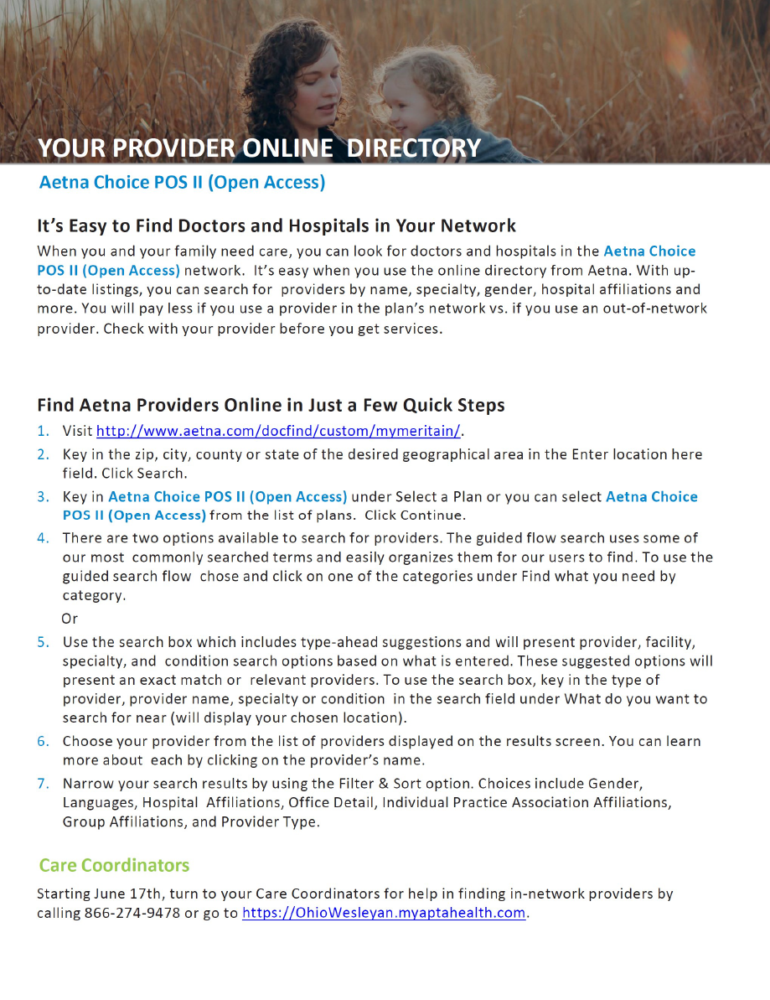 YOUR PROVIDER ONLINE DIRECTORY
Aetna Choice POS II (Open Access)
It’s Easy to Find Doctors and Hospitals in Your Network
When you and your family need care, you can look for doctors and hospitals in the Aetna Choice
POS II (Open Access) network. It’s easy when you use the online directory from Aetna. With up-
to-date listings, you can search for providers by name, specialty, gender, hospital affiliations and
more. You will pay less if you use a provider in the plan’s network vs. if you use an out-of-network
provider. Check with your provider before you get services.
Find Aetna Providers Online in Just a Few Quick Steps
1. Visit http://www.aetna.com/docfind/custom/mymeritain/.
2. Key in the zip, city, county or state of the desired geographical area in the Enter location here
field. Click Search.
3. Key in Aetna Choice POS II (Open Access) under Select a Plan or you can select Aetna Choice
POS II (Open Access) from the list of plans. Click Continue.
4. There are two options available to search for providers. The guided flow search uses some of
our most commonly searched terms and easily organizes them for our users to find. To use the
guided search flow chose and click on one of the categories under Find what you need by
category.
Or
5. Use the search box which includes type-ahead suggestions and will present provider, facility,
specialty, and condition search options based on what is entered. These suggested options will
present an exact match or relevant providers. To use the search box, key in the type of
provider, provider name, specialty or condition in the search field under What do you want to
search for near (will display your chosen location).
6. Choose your provider from the list of providers displayed on the results screen. You can learn
more about each by clicking on the provider’s name.
7. Narrow your search results by using the Filter & Sort option. Choices include Gender,
Languages, Hospital Affiliations, Office Detail, Individual Practice Association Affiliations,
Group Affiliations, and Provider Type.
Care Coordinators
Starting June 17th, turn to your Care Coordinators for help in finding in-network providers by
calling 866-274-9478 or go to https://OhioWesleyan.myaptahealth.com.